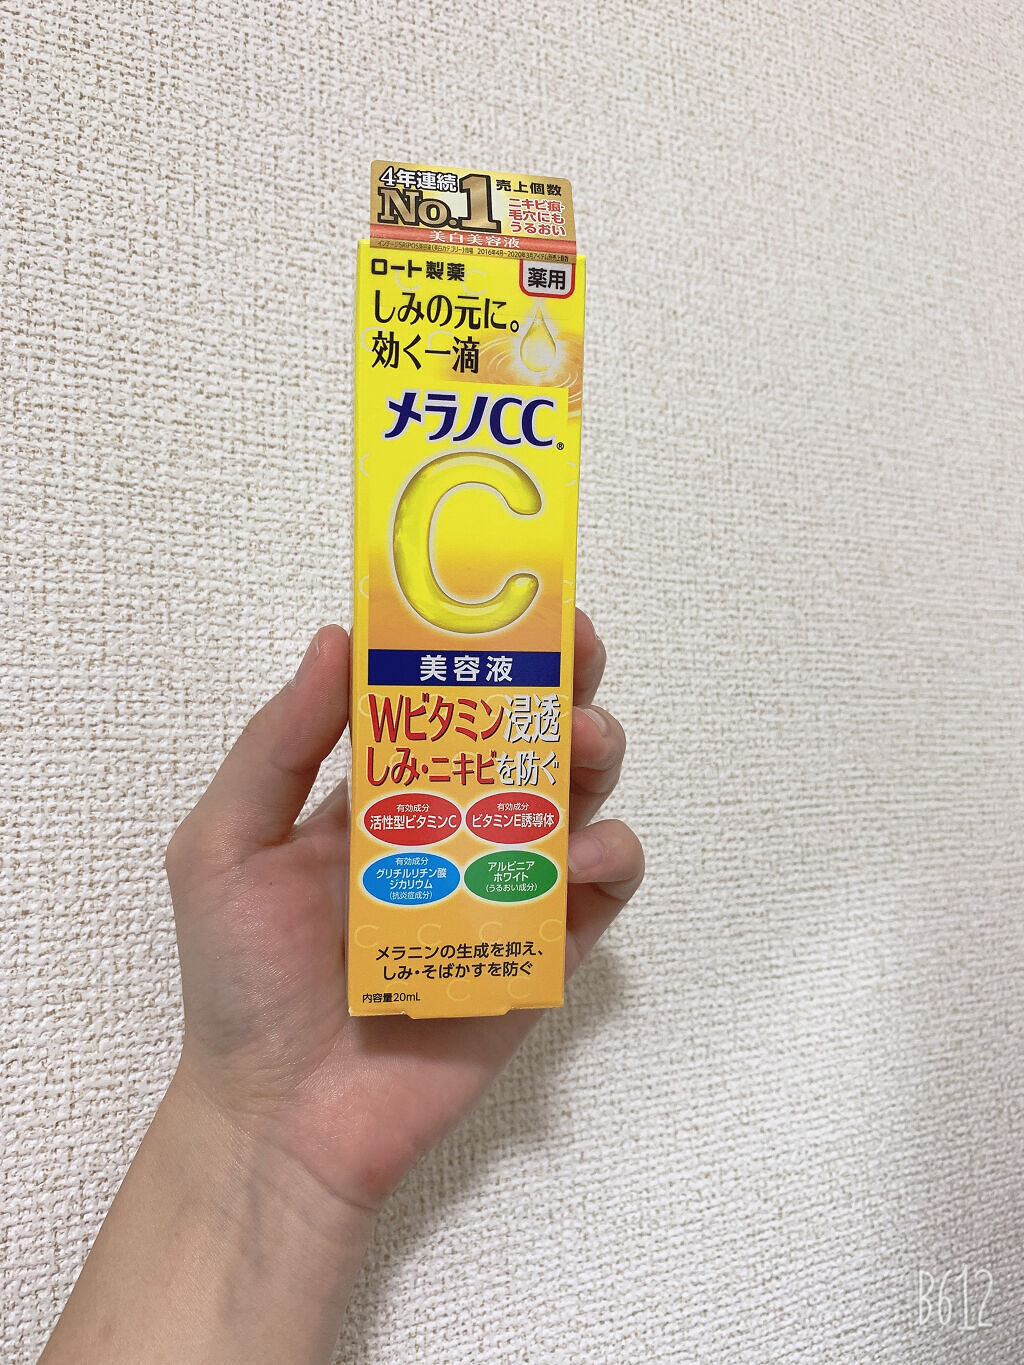 4年連続
No.1
売上個数
ニキビ痕・
毛穴にも
うるおい
美白美容液
ロート製薬
薬用
しみの元に。
効く一滴
メラノCC®
C
美容液
Wビタミン浸透
しみ・ニキビを防ぐ
有効成分
活性型ビタミンC
有効成分
ビタミンE誘導体
有効成分
グリチルリチン酸
ジカリウム
(抗炎症成分)
アルピニア
ホワイト
(うるおい成分)
メラニンの生成を抑え、
しみ・そばかすを防ぐ
内容量20mL
B612